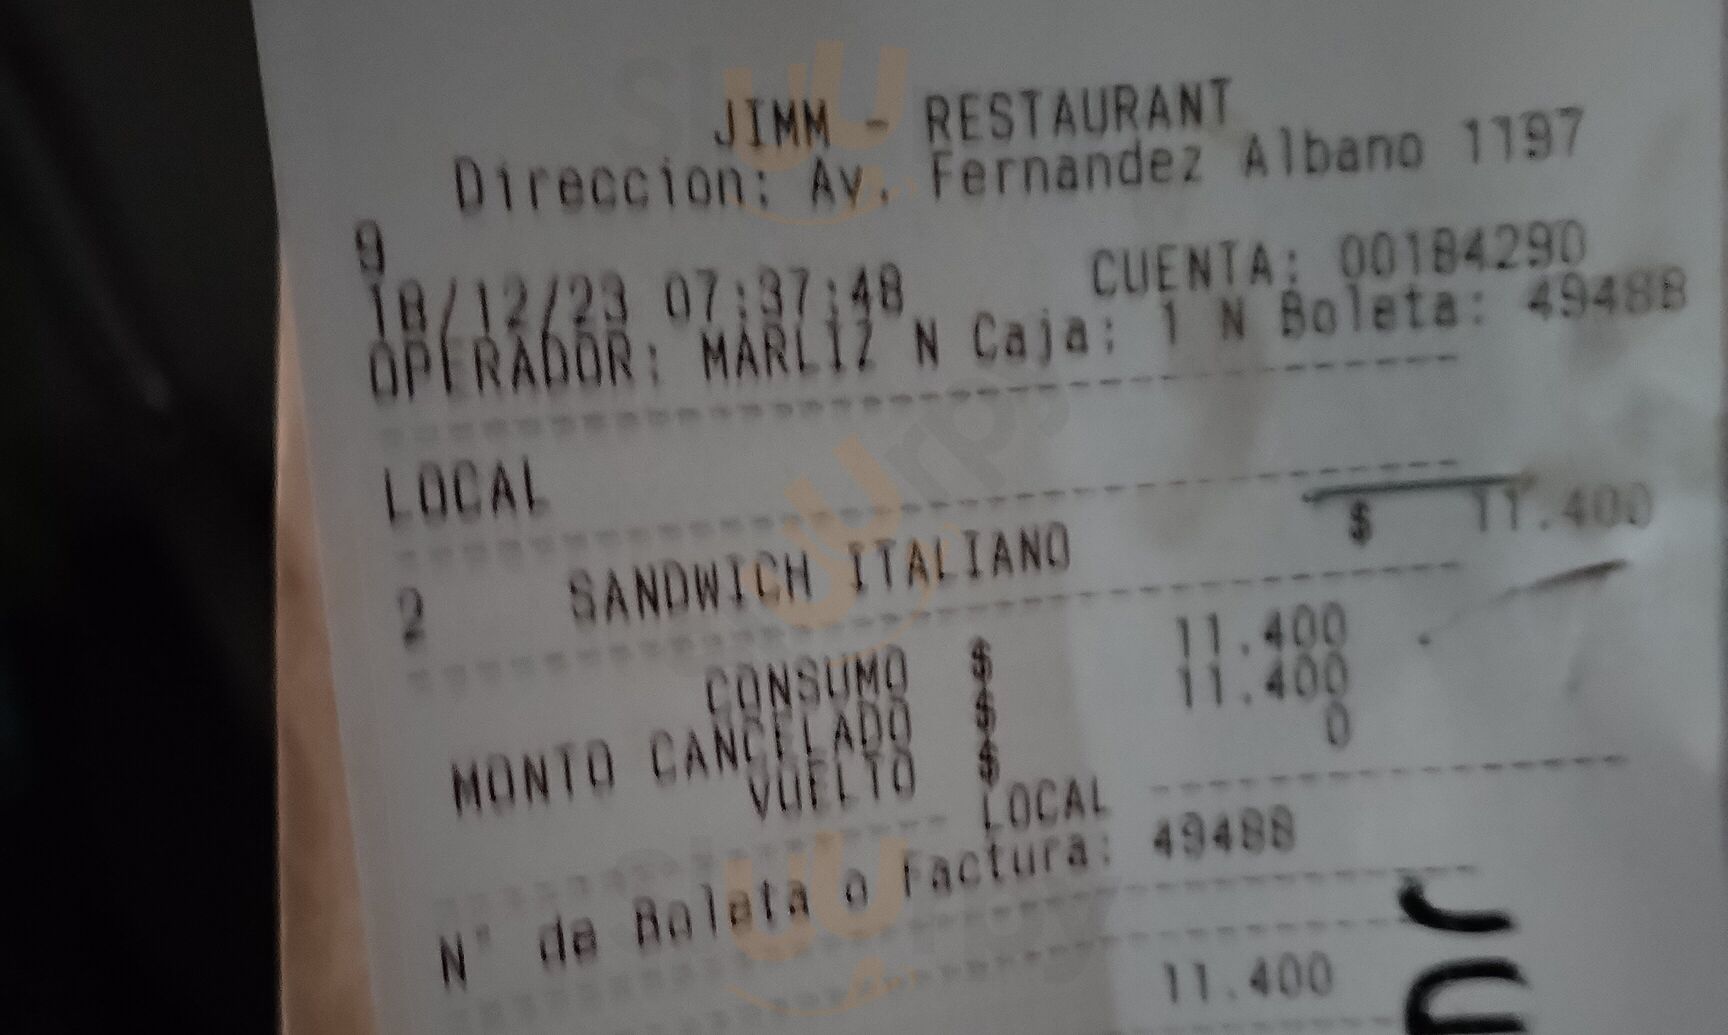 JIMM - RESTAURANT
Direccion: Av. Fernandez Albano 1197
9
CUENTA: 00184290
18/12/23 07:37:48
OPERADOR: MARLIZ N Caja: 1 N Boleta: 49488
LOCAL
2 SANDWICH ITALIANO $ 11.400
CONSUMO $ 11.400
MONTO CANCELADO $ 11.400
VUELTO $ 0
LOCAL
N° de Boleta o Factura: 49488
11.400